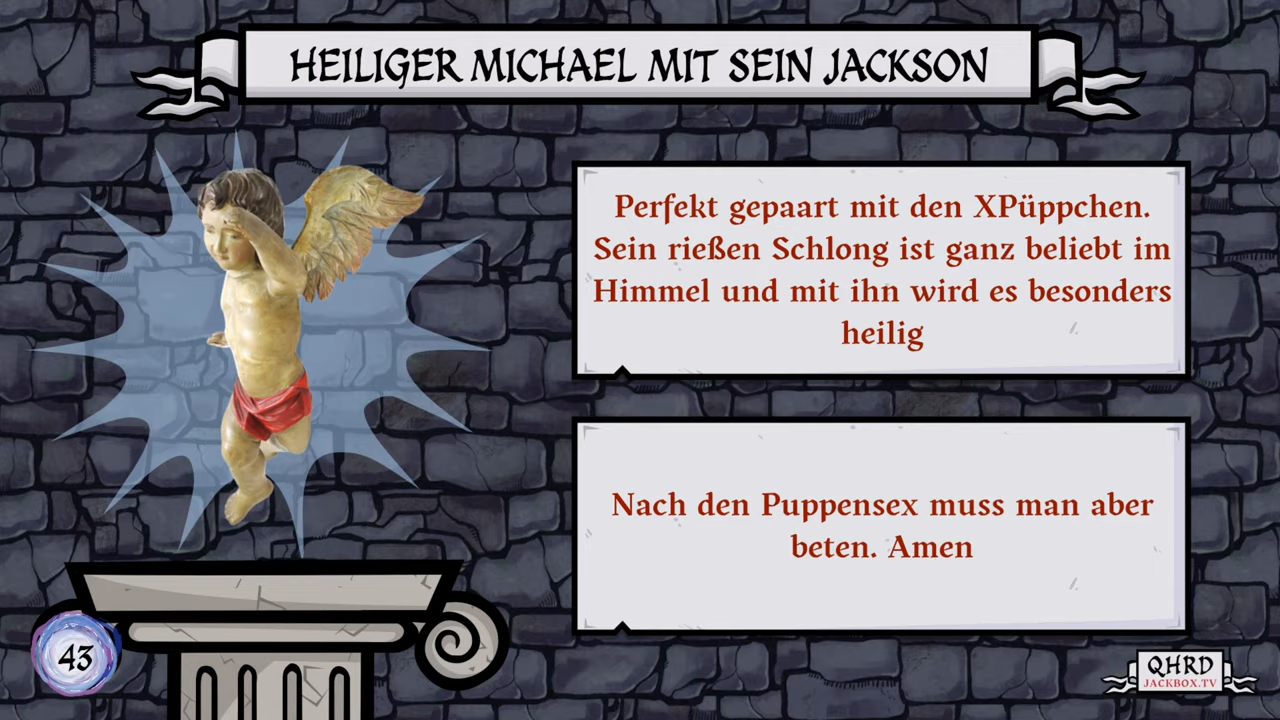 HEILIGER MICHAEL MIT SEIN JACKSON
Perfekt gepaart mit den XPüppchen.
Sein rießen Schlong ist ganz beliebt im
Himmel und mit ihn wird es besonders
heilig
Nach den Puppensex muss man aber
beten. Amen
43
QHRD
JACKBOX.TV